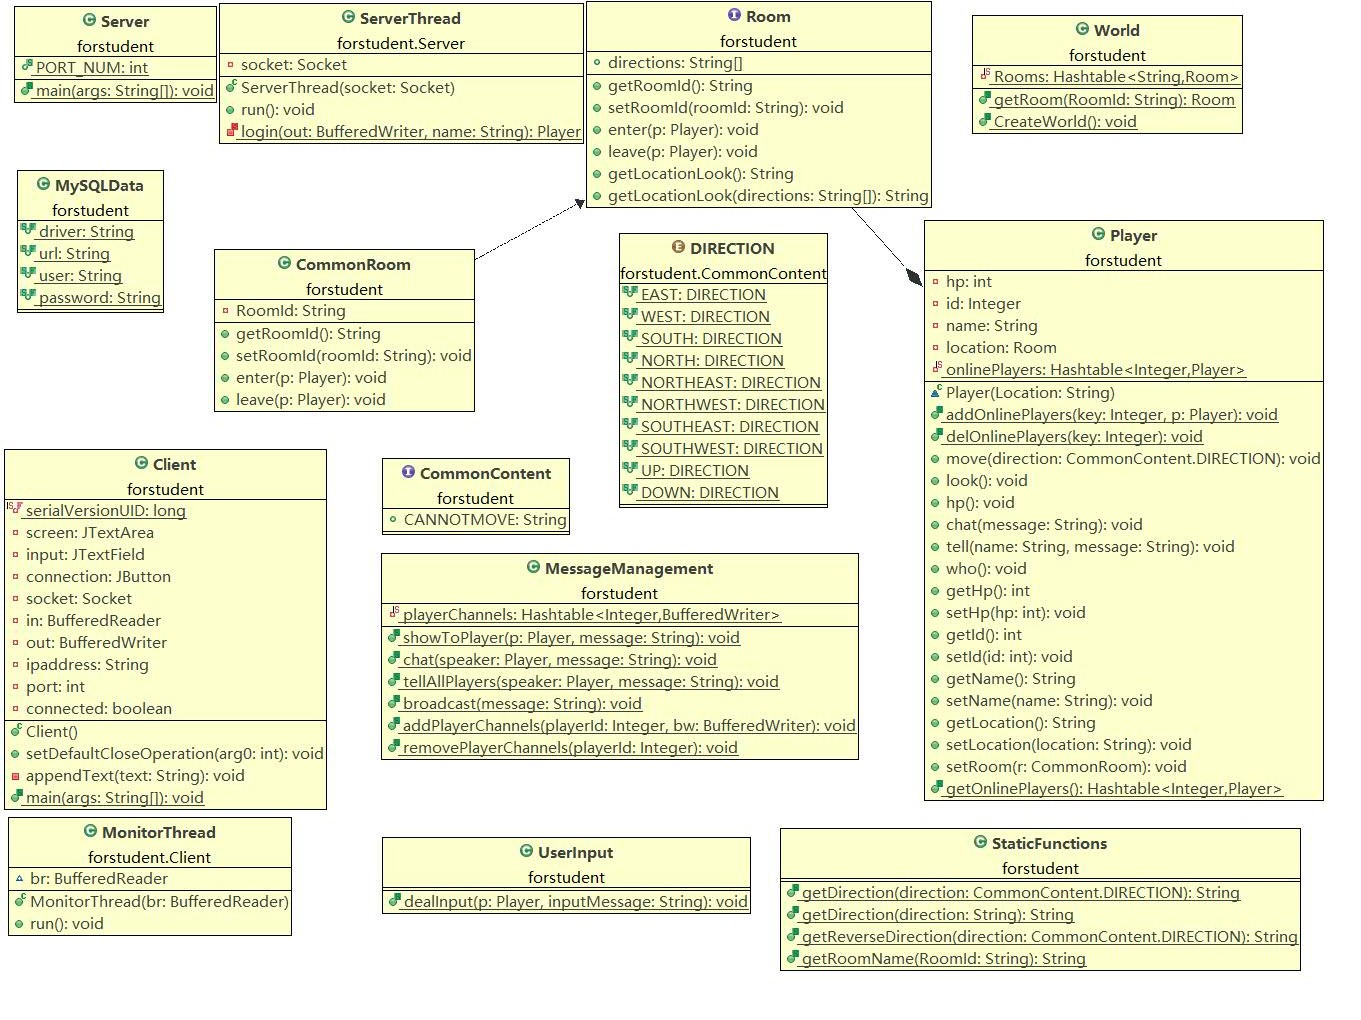 Server
forstudent
PORT_NUM: int
main(args: String[]): void
ServerThread
forstudent.Server
socket: Socket
ServerThread(socket: Socket)
run(): void
login(out: BufferedWriter, name: String): Player
Room
forstudent
directions: String[]
getRoomId(): String
setRoomId(roomId: String): void
enter(p: Player): void
leave(p: Player): void
getLocationLook(): String
getLocationLook(directions: String[]): String
World
forstudent
Rooms: Hashtable<String,Room>
getRoom(RoomId: String): Room
CreateWorld(): void
MySQLData
forstudent
driver: String
url: String
user: String
password: String
CommonRoom
forstudent
RoomId: String
getRoomId(): String
setRoomId(roomId: String): void
enter(p: Player): void
leave(p: Player): void
DIRECTION
forstudent.CommonContent
EAST: DIRECTION
WEST: DIRECTION
SOUTH: DIRECTION
NORTH: DIRECTION
NORTHEAST: DIRECTION
NORTHWEST: DIRECTION
SOUTHEAST: DIRECTION
SOUTHWEST: DIRECTION
UP: DIRECTION
DOWN: DIRECTION
Player
forstudent
hp: int
id: Integer
name: String
location: Room
onlinePlayers: Hashtable<Integer,Player>
Player(Location: String)
addOnlinePlayers(key: Integer, p: Player): void
delOnlinePlayers(key: Integer): void
move(direction: CommonContent.DIRECTION): void
look(): void
hp(): void
chat(message: String): void
tell(name: String, message: String): void
who(): void
getHp(): int
setHp(hp: int): void
getId(): int
setId(id: int): void
getName(): String
setName(name: String): void
getLocation(): String
setLocation(location: String): void
setRoom(r: CommonRoom): void
getOnlinePlayers(): Hashtable<Integer,Player>
Client
forstudent
serialVersionUID: long
screen: JTextArea
input: JTextField
connection: JButton
socket: Socket
in: BufferedReader
out: BufferedWriter
ipaddress: String
port: int
connected: boolean
Client()
setDefaultCloseOperation(arg0: int): void
appendText(text: String): void
main(args: String[]): void
CommonContent
forstudent
CANNOTMOVE: String
MessageManagement
forstudent
playerChannels: Hashtable<Integer,BufferedWriter>
showToPlayer(p: Player, message: String): void
chat(speaker: Player, message: String): void
tellAllPlayers(speaker: Player, message: String): void
broadcast(message: String): void
addPlayerChannels(playerId: Integer, bw: BufferedWriter): void
removePlayerChannels(playerId: Integer): void
MonitorThread
forstudent.Client
br: BufferedReader
MonitorThread(br: BufferedReader)
run(): void
UserInput
forstudent
dealInput(p: Player, inputMessage: String): void
StaticFunctions
forstudent
getDirection(direction: CommonContent.DIRECTION): String
getDirection(direction: String): String
getReverseDirection(direction: CommonContent.DIRECTION): String
getRoomName(RoomId: String): String